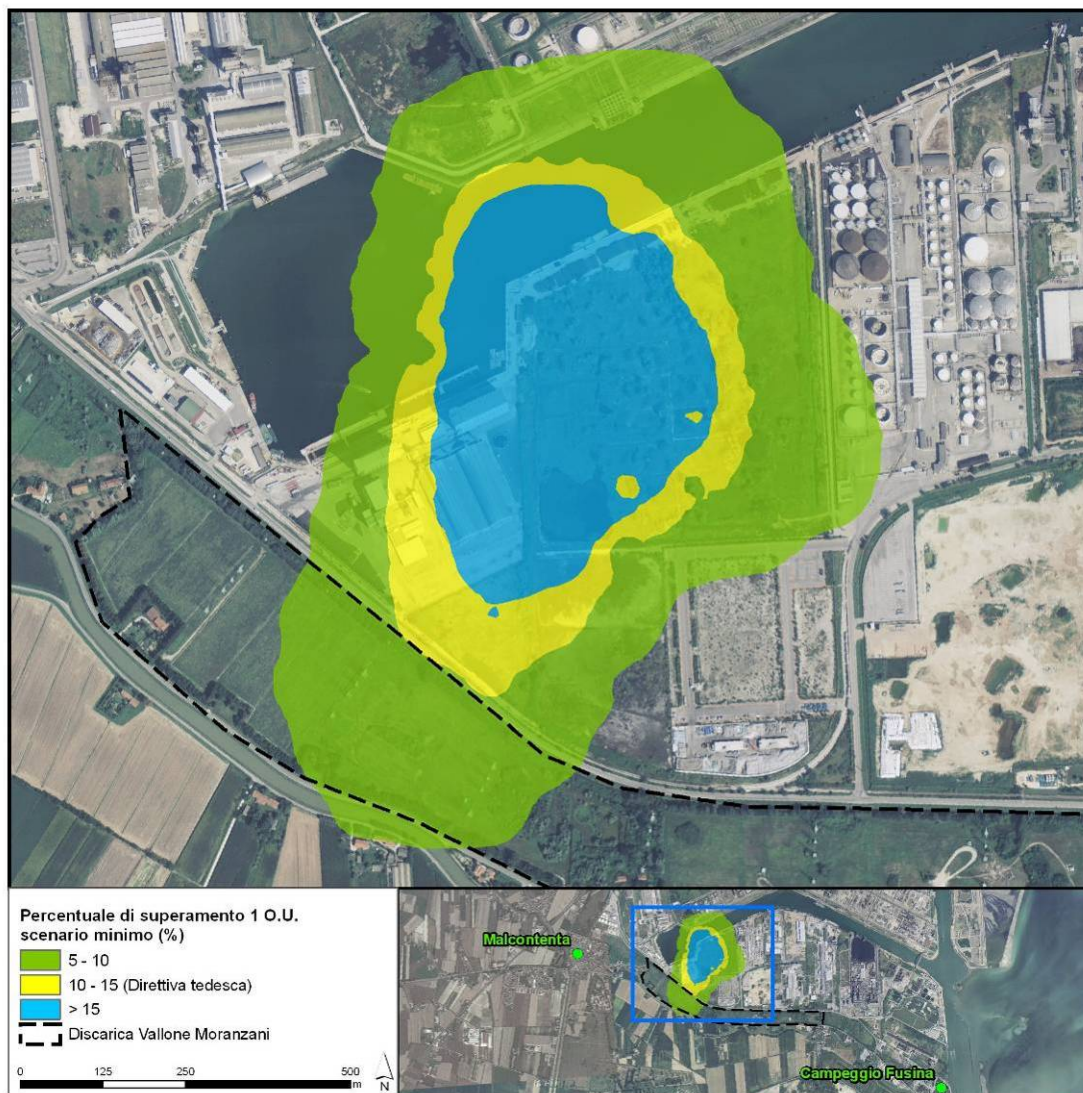 Percentuale di superamento 1 O.U.
scenario minimo (%)
5 - 10
10 - 15 (Direttiva tedesca)
> 15
Discarica Vallone Moranzani
0 125 250 500
m
N
Malcontenta
Campeggio Fusina